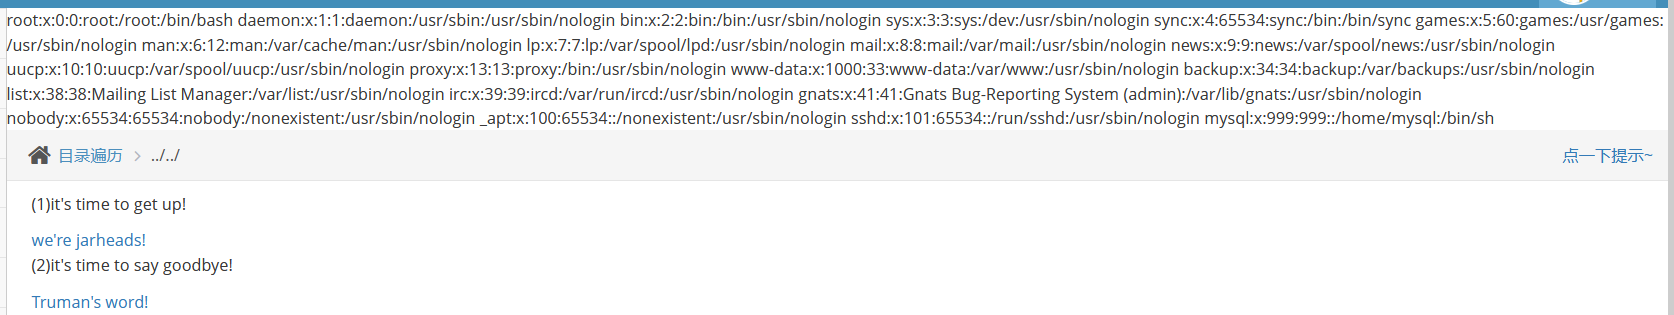 root:x:0:0:root:/root:/bin/bash daemon:x:1:1:daemon:/usr/sbin:/usr/sbin/nologin bin:x:2:2:bin:/bin:/usr/sbin/nologin sys:x:3:3:sys:/dev:/usr/sbin/nologin sync:x:4:65534:sync:/bin:/bin/sync games:x:5:60:games:/usr/games:
/usr/sbin/nologin man:x:6:12:man:/var/cache/man:/usr/sbin/nologin lp:x:7:7:lp:/var/spool/lpd:/usr/sbin/nologin mail:x:8:8:mail:/var/mail:/usr/sbin/nologin news:x:9:9:news:/var/spool/news:/usr/sbin/nologin
uucp:x:10:10:uucp:/var/spool/uucp:/usr/sbin/nologin proxy:x:13:13:proxy:/bin:/usr/sbin/nologin www-data:x:1000:33:www-data:/var/www:/usr/sbin/nologin backup:x:34:34:backup:/var/backups:/usr/sbin/nologin
list:x:38:38:Mailing List Manager:/var/list:/usr/sbin/nologin irc:x:39:39:ircd:/var/run/ircd:/usr/sbin/nologin gnats:x:41:41:Gnats Bug-Reporting System (admin):/var/lib/gnats:/usr/sbin/nologin
nobody:x:65534:65534:nobody:/nonexistent:/usr/sbin/nologin _apt:x:100:65534::/nonexistent:/usr/sbin/nologin sshd:x:101:65534::/run/sshd:/usr/sbin/nologin mysql:x:999:999::/home/mysql:/bin/sh
目录遍历 > ../../ 点一下提示~
(1)it's time to get up!
we're jarheads!
(2)it's time to say goodbye!
Truman's word!